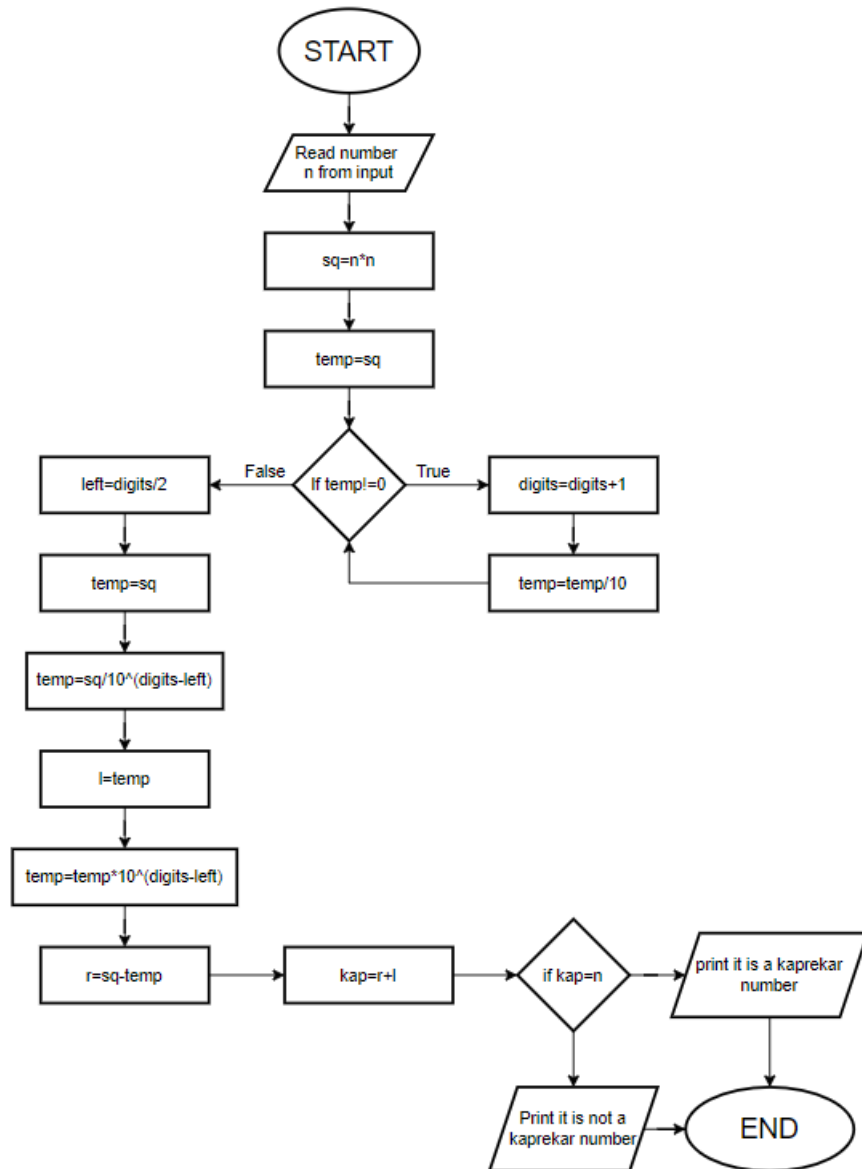 START
Read number
n from input
sq=n*n
temp=sq
If temp!=0
True
digits=digits+1
temp=temp/10
False
left=digits/2
temp=sq
temp=sq/10^(digits-left)
l=temp
temp=temp*10^(digits-left)
r=sq-temp
kap=r+l
if kap=n
print it is a kaprekar
number
Print it is not a
kaprekar number
END